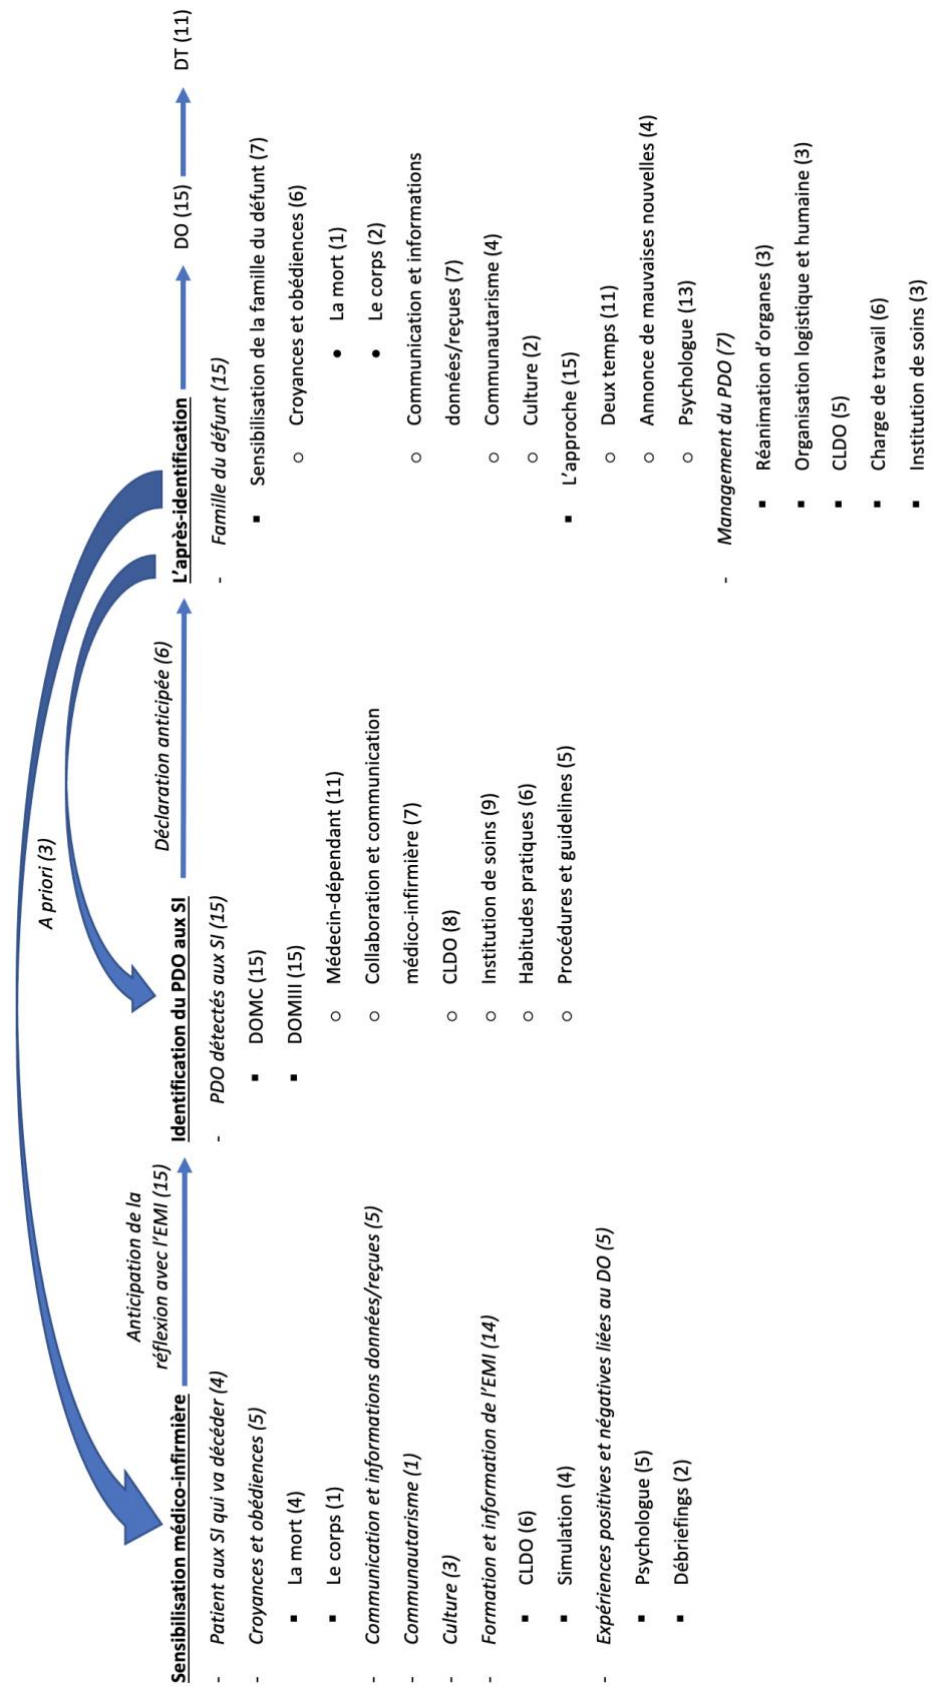 A priori (3)
Anticipation de la
réflexion avec l’EMI (15)
Déclaration anticipée (6)
Sensibilisation médico-infirmière
- Patient aux SI qui va décéder (4)
- Croyances et obédiences (5)
▪ La mort (4)
▪ Le corps (1)
- Communication et informations données/reçues (5)
- Communautarisme (1)
- Culture (3)
- Formation et information de l’EMI (14)
▪ CLDO (6)
▪ Simulation (4)
- Expériences positives et négatives liées au DO (5)
▪ Psychologue (5)
▪ Débriefings (2)
Identification du PDO aux SI
- PDO détectés aux SI (15)
▪ DOMC (15)
▪ DOMIII (15)
○ Médecin-dépendant (11)
○ Collaboration et communication
médico-infirmière (7)
○ CLDO (8)
○ Institution de soins (9)
○ Habitudes pratiques (6)
○ Procédures et guidelines (5)
L’après-identification
- Famille du défunt (15)
▪ Sensibilisation de la famille du défunt (7)
○ Croyances et obédiences (6)
● La mort (1)
● Le corps (2)
○ Communication et informations
données/reçues (7)
○ Communautarisme (4)
○ Culture (2)
▪ L’approche (15)
○ Deux temps (11)
○ Annonce de mauvaises nouvelles (4)
○ Psychologue (13)
- Management du PDO (7)
▪ Réanimation d’organes (3)
▪ Organisation logistique et humaine (3)
▪ CLDO (5)
▪ Charge de travail (6)
▪ Institution de soins (3)
DO (15)
DT (11)